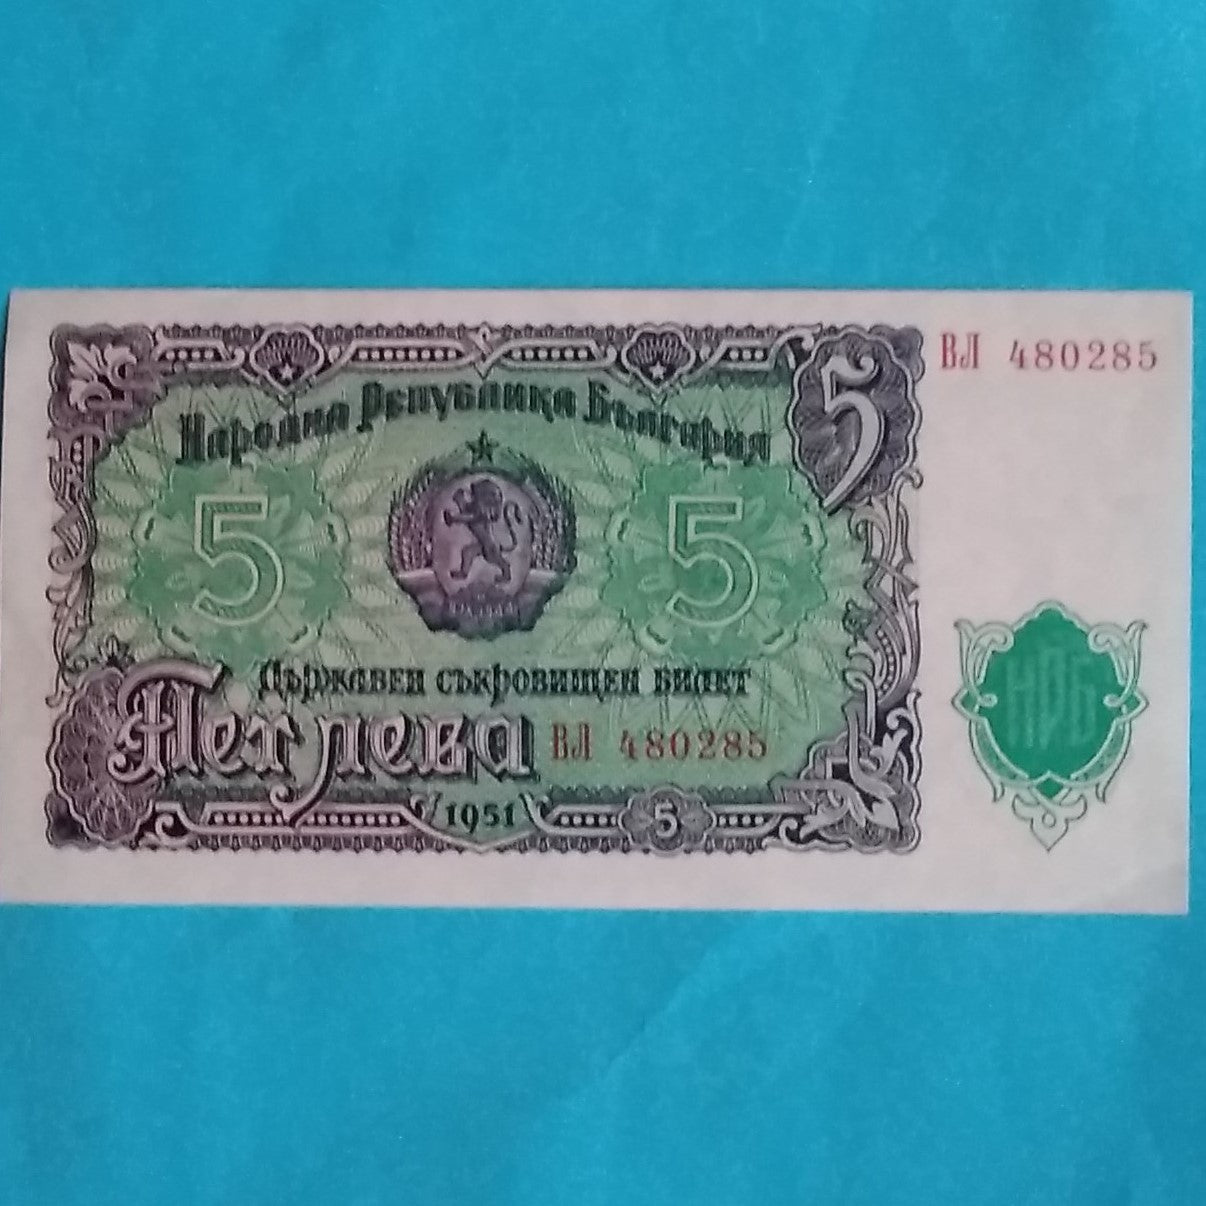 5
ВЛ 480285
Народна Република България
5 5
Държавен съкровищен билет
Пет лева
ВЛ 480285
НРБ
1951
5